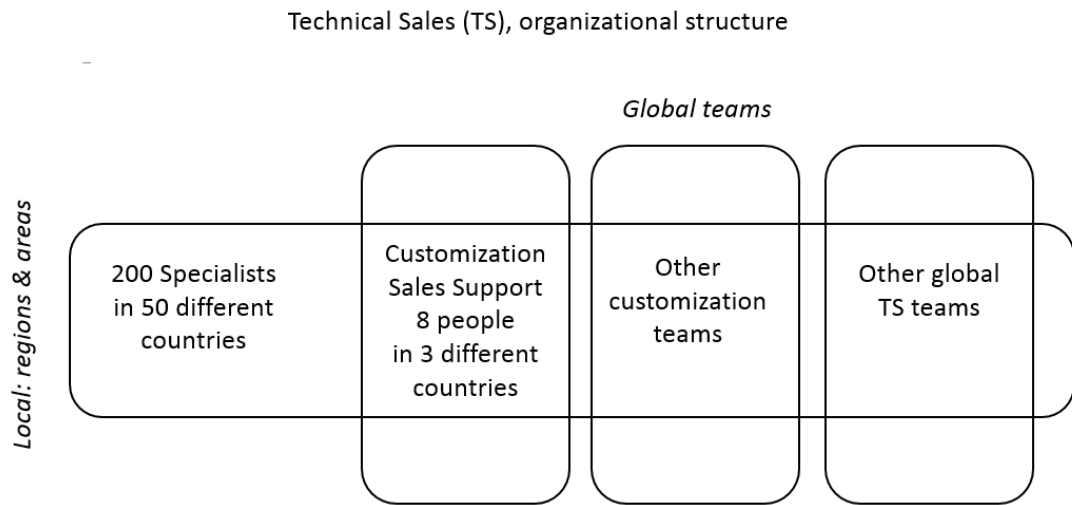 Technical Sales (TS), organizational structure
Global teams
Local: regions & areas
200 Specialists
in 50 different
countries
Customization
Sales Support
8 people
in 3 different
countries
Other
customization
teams
Other global
TS teams